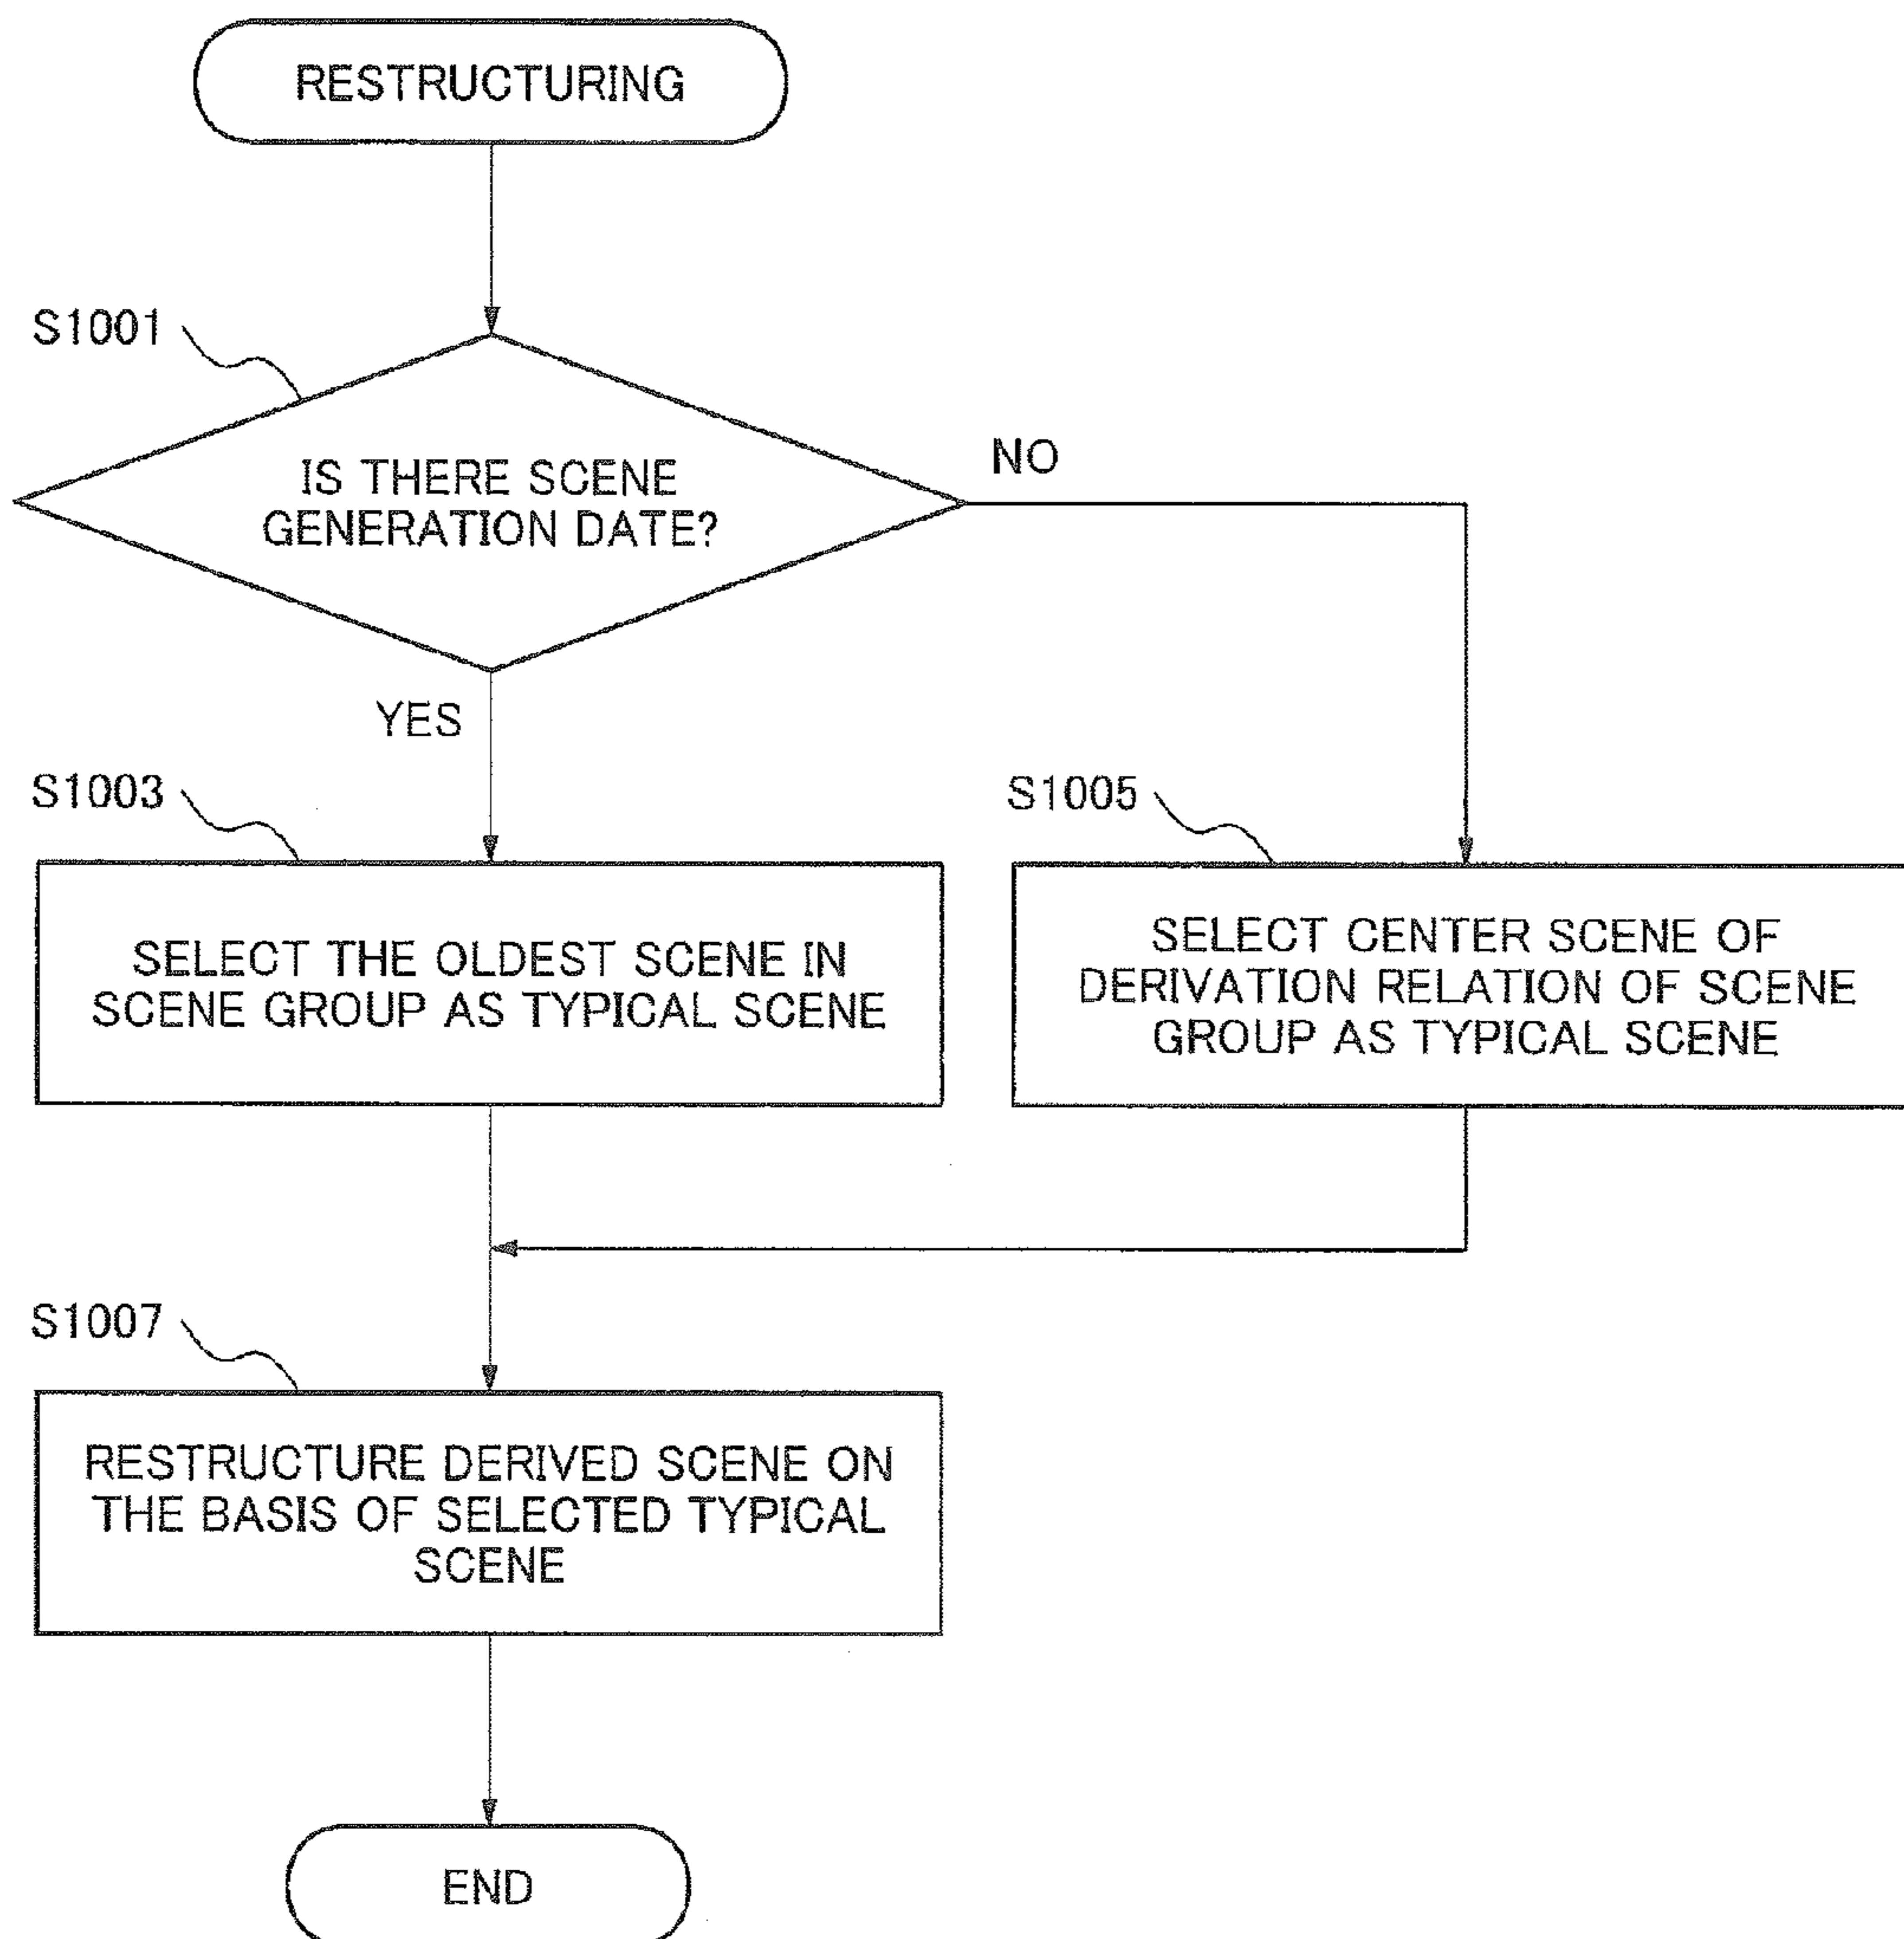 RESTRUCTURING
S1001
IS THERE SCENE
GENERATION DATE?
NO
YES
S1003
SELECT THE OLDEST SCENE IN
SCENE GROUP AS TYPICAL SCENE
S1005
SELECT CENTER SCENE OF
DERIVATION RELATION OF SCENE
GROUP AS TYPICAL SCENE
S1007
RESTRUCTURE DERIVED SCENE ON
THE BASIS OF SELECTED TYPICAL
SCENE
END